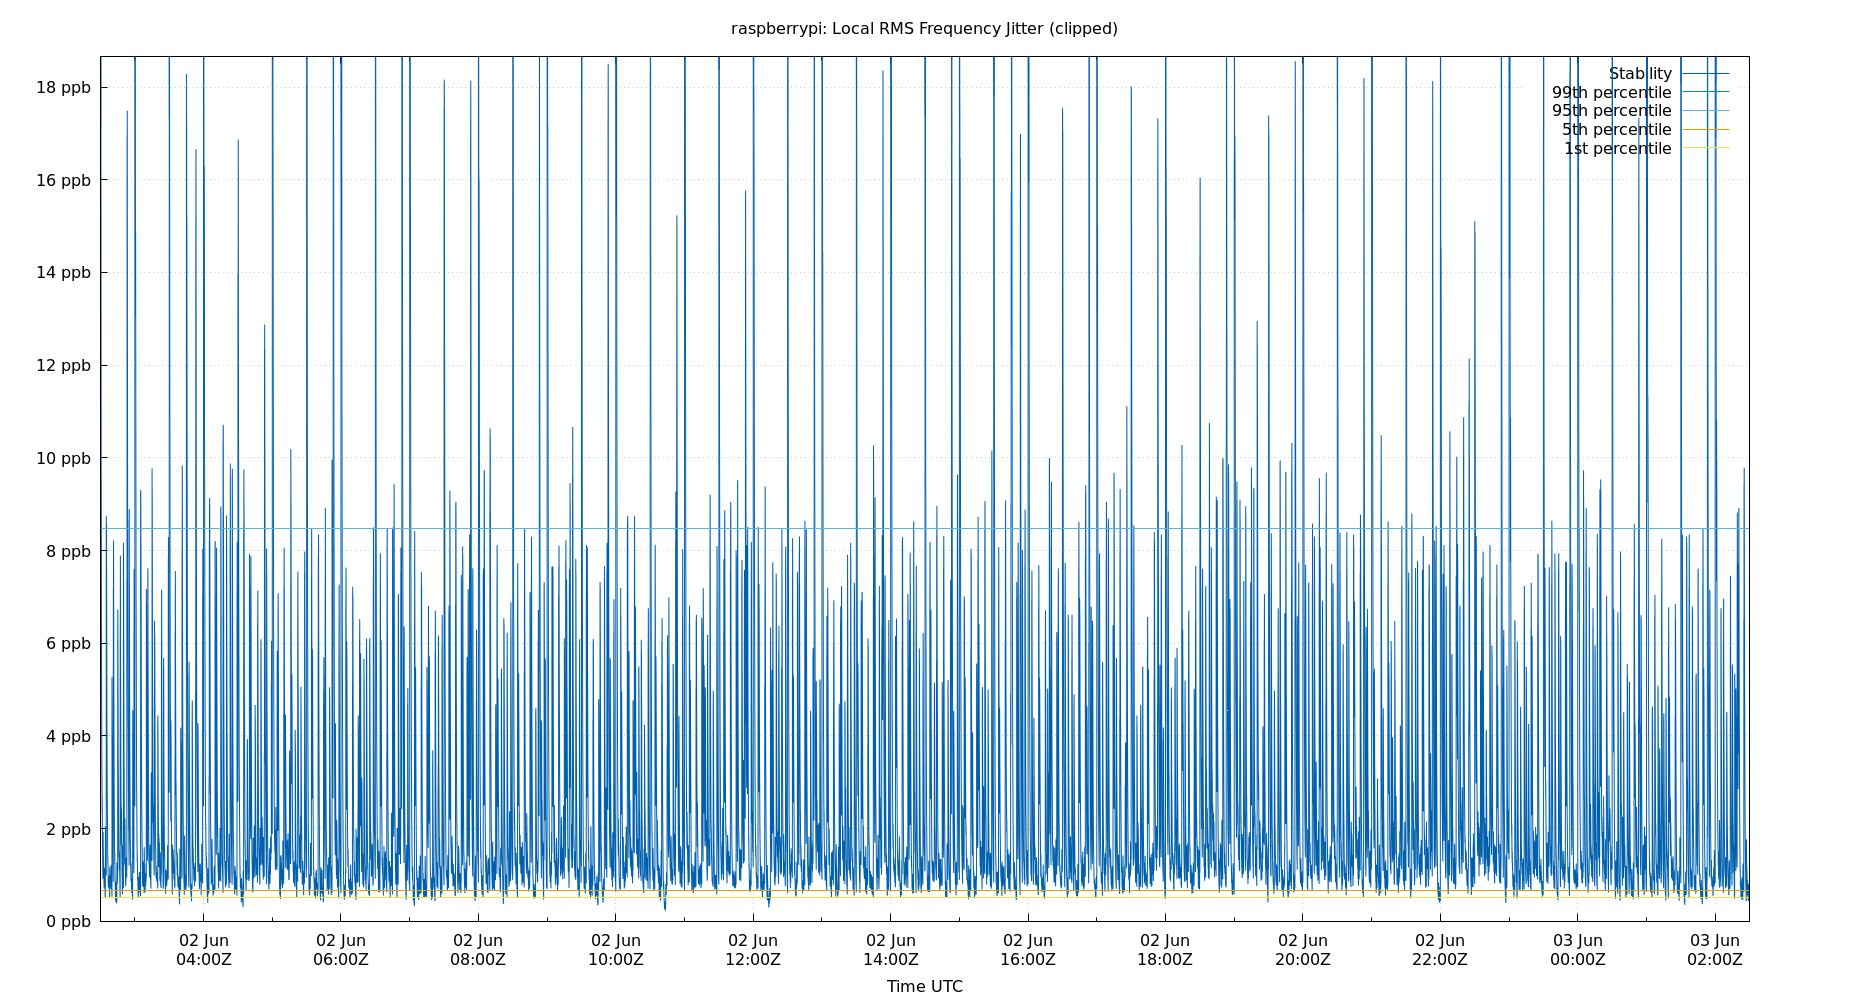 raspberrypi: Local RMS Frequency Jitter (clipped)
18 ppb
16 ppb
14 ppb
12 ppb
10 ppb
8 ppb
6 ppb
4 ppb
2 ppb
0 ppb
Stability
99th percentile
95th percentile
5th percentile
1st percentile
02 Jun 02 Jun 02 Jun 02 Jun 02 Jun 02 Jun 02 Jun 02 Jun 02 Jun 02 Jun 03 Jun 03 Jun
04:00Z 06:00Z 08:00Z 10:00Z 12:00Z 14:00Z 16:00Z 18:00Z 20:00Z 22:00Z 00:00Z 02:00Z
Time UTC